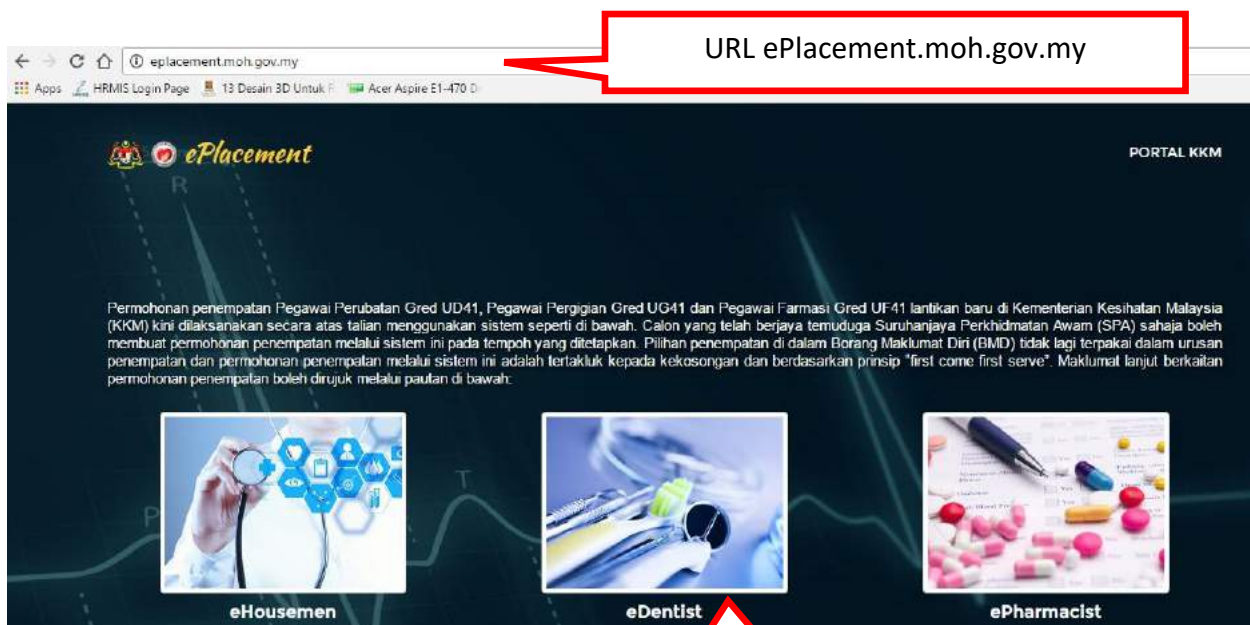 URL ePlacement.moh.gov.my
eplacement.moh.gov.my
Apps HRMIS Login Page 13 Desain 3D Untuk Acer Aspire E1-470 D
ePlacement
PORTAL KKM
R
Permohonan penempatan Pegawai Perubatan Gred UD41, Pegawai Pergigian Gred UG41 dan Pegawai Farmasi Gred UF41 lantikan baru di Kementerian Kesihatan Malaysia
(KKM) kini dilaksanakan secara atas talian menggunakan sistem seperti di bawah. Calon yang telah berjaya temuduga Suruhanjaya Perkhidmatan Awam (SPA) sahaja boleh
membuat permohonan penempatan melalui sistem ini pada tempoh yang ditetapkan. Pilihan penempatan di dalam Borang Maklumat Diri (BMD) tidak lagi terpakai dalam urusan
penempatan dan permohonan penempatan melalui sistem ini adalah tertakluk kepada kekosongan dan berdasarkan prinsip "first come first serve". Maklumat lanjut berkaitan
permohonan penempatan boleh dirujuk melalui pautan di bawah:
T
P
eHousemen
eDentist
ePharmacist